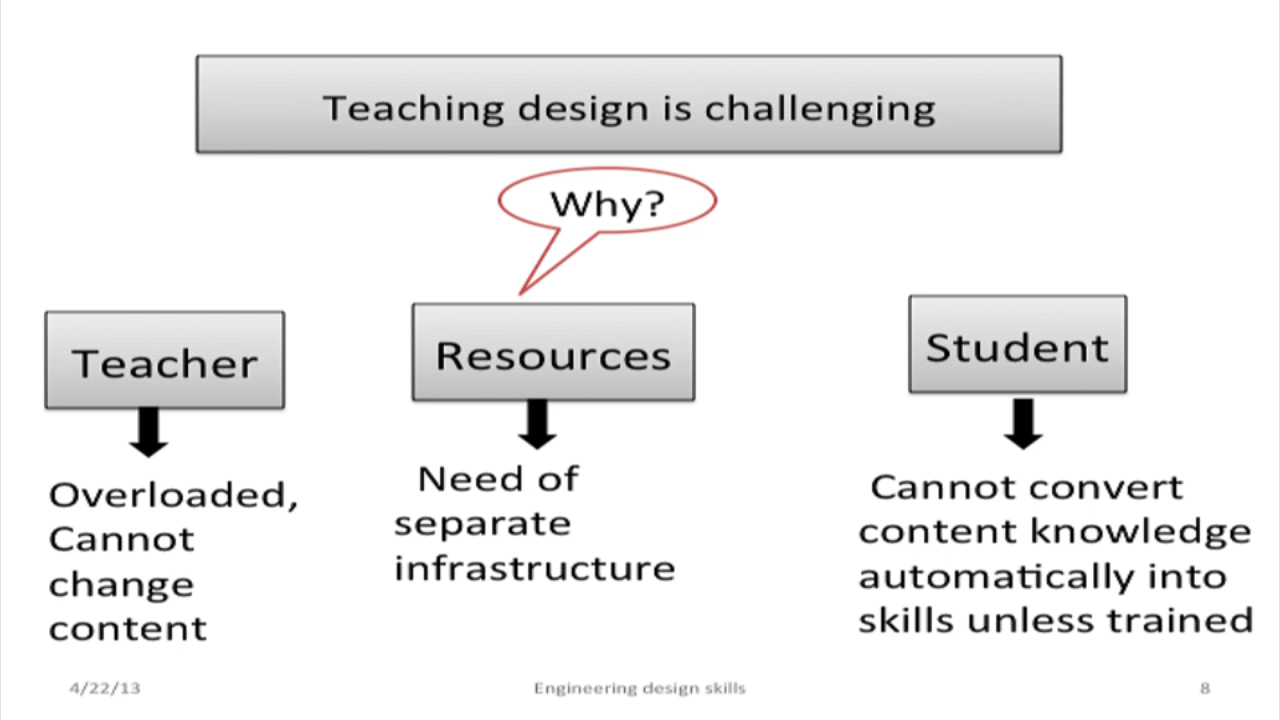 Teaching design is challenging
Why?
Teacher
Resources
Student
Overloaded,
Cannot
change
content
Need of
separate
infrastructure
Cannot convert
content knowledge
automatically into
skills unless trained
4/22/13
Engineering design skills
8